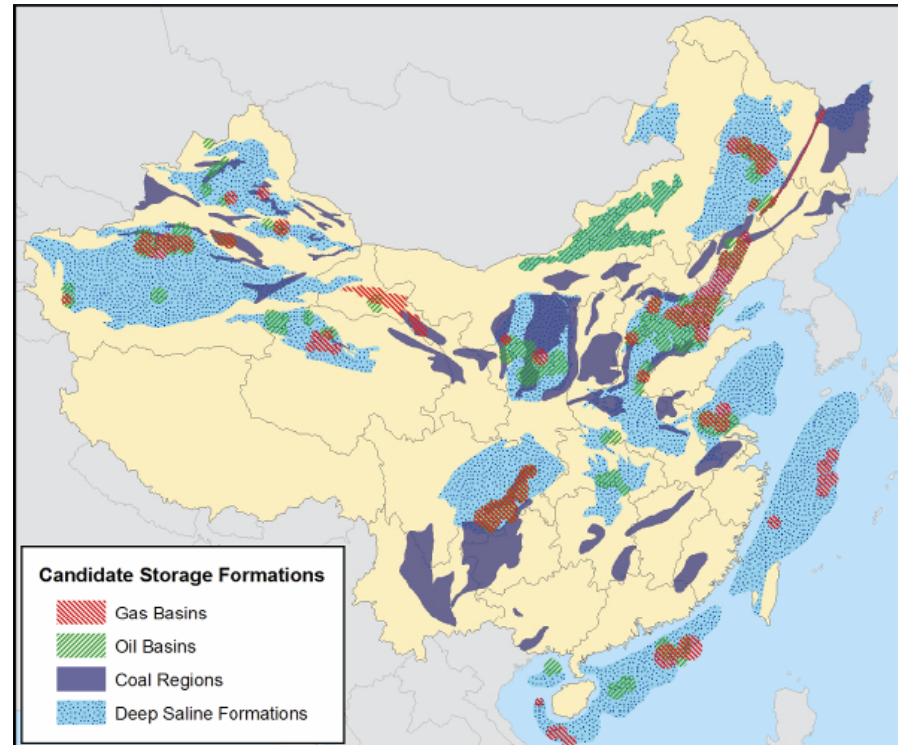 Candidate Storage Formations
Gas Basins
Oil Basins
Coal Regions
Deep Saline Formations